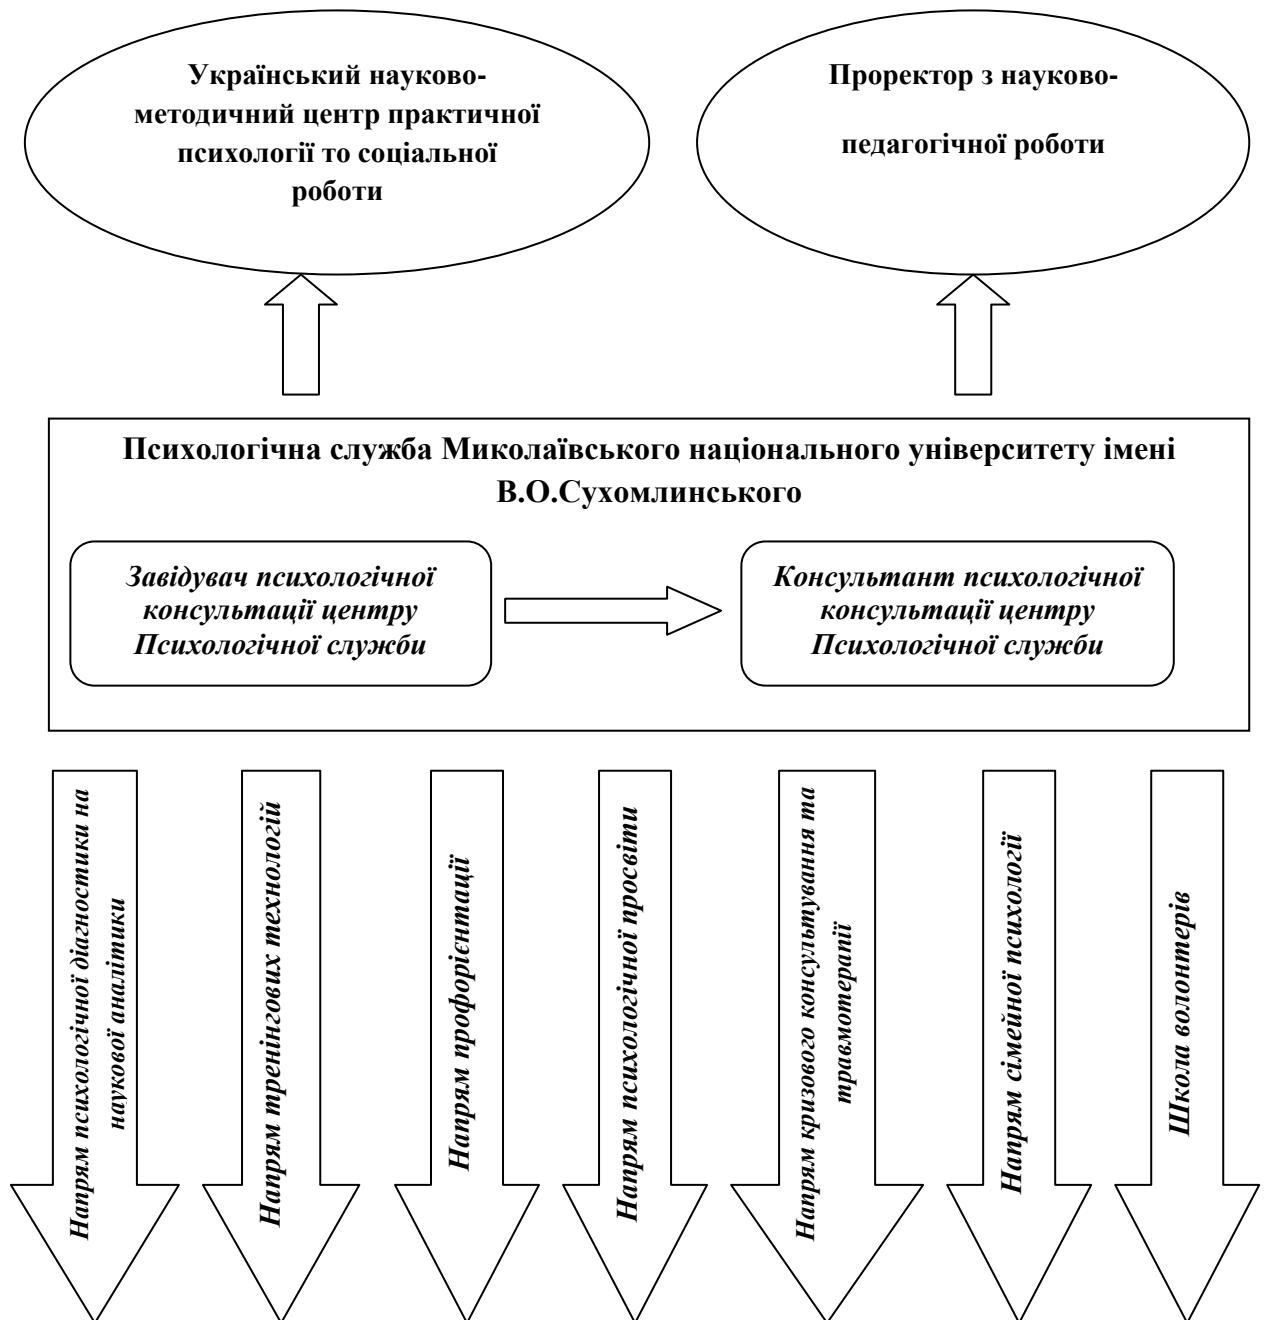 Український науково-
методичний центр практичної
психології то соціальної
роботи
Проректор з науково-
педагогічної роботи
Психологічна служба Миколаївського національного університету імені
В.О.Сухомлинського
Завідувач психологічної
консультації центру
Психологічної служби
Консультант психологічної
консультації центру
Психологічної служби
Напрям психологічної діагностики на
наукової аналітики
Напрям тренінгових технологій
Напрям профорієнтації
Напрям психологічної просвіти
Напрям кризового консультування та
травмотерапії
Напрям сімейної психології
Школа волонтерів